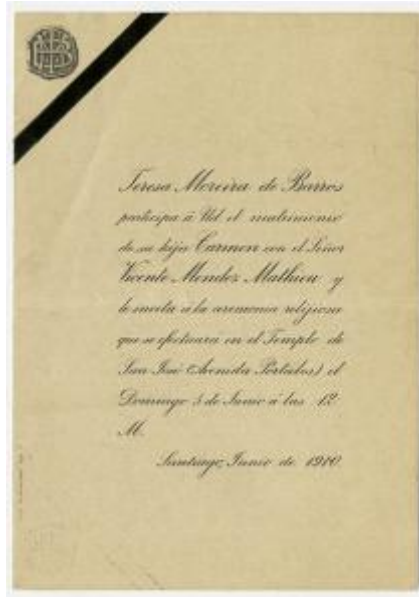 Teresa Moreira de Barros
participa á Ud. el matrimonio
de su hija Carmen con el Señor
Vicente Mendez Mathieu y
le invita á la ceremonia religiosa
que se efectuara en el Templo de
San José (Avenida Portales) el
Domingo 5 de Junio á las 12
M.
Santiago, Junio de 1910.